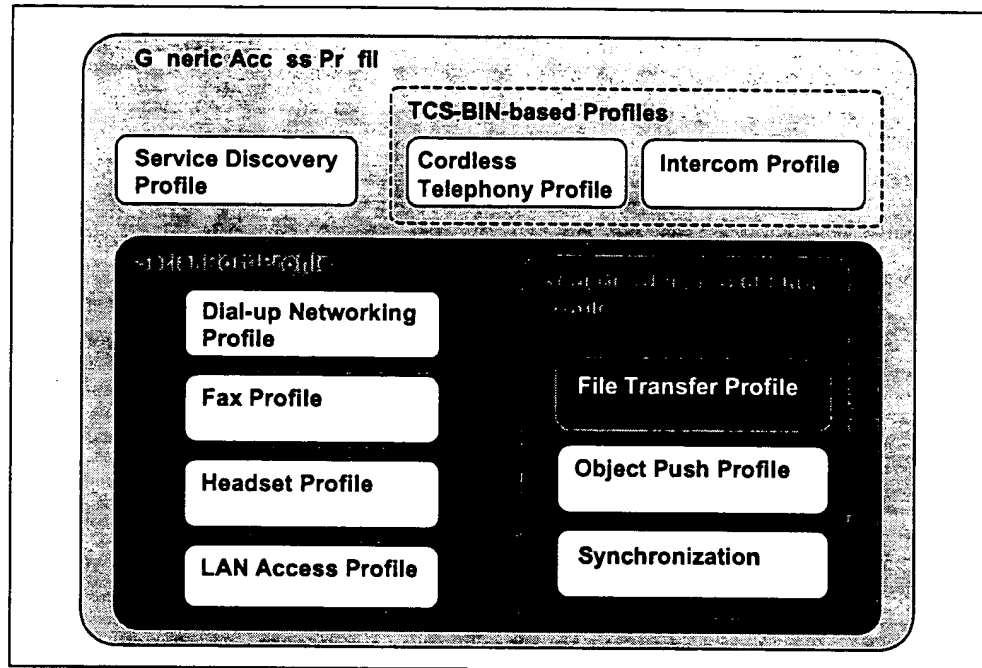 G neric Acc ss Pr fil
TCS-BIN-based Profiles
Service Discovery
Profile
Cordless
Telephony Profile
Intercom Profile
Dial-up Networking
Profile
Fax Profile
File Transfer Profile
Headset Profile
Object Push Profile
LAN Access Profile
Synchronization